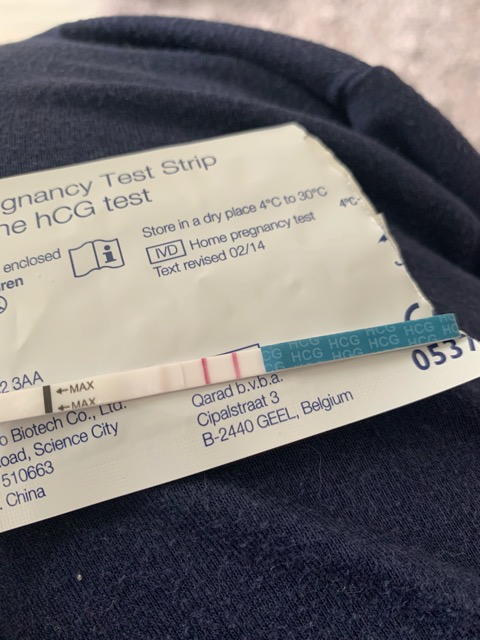 gnancy Test Strip
ne hCG test
enclosed
ren
Store in a dry place 4°C to 30°C
IVD Home pregnancy test
Text revised 02/14
4°C-
HCG HCG HCG HCG
HCG HCG HCG HCG
0537
2 3AA
←MAX
←MAX
o Biotech Co., Ltd.
oad, Science City
510663
. China
Qarad b.v.b.a.
Cipalstraat 3
B-2440 GEEL, Belgium